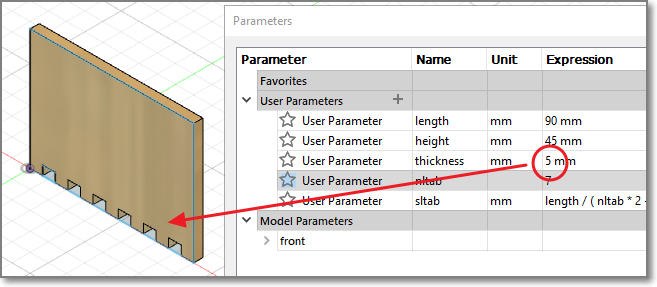 Parameters
Parameter Name Unit Expression
Favorites
User Parameters +
User Parameter length mm 90 mm
User Parameter height mm 45 mm
User Parameter thickness mm 5 mm
User Parameter nltab 7
User Parameter sltab mm length / ( nltab * 2 -
Model Parameters
front